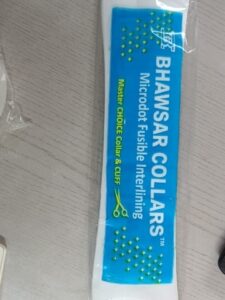 BHAWSAR COLLARS™
Microdot Fusible Interlining
Master CHOICE Collar & CUFF